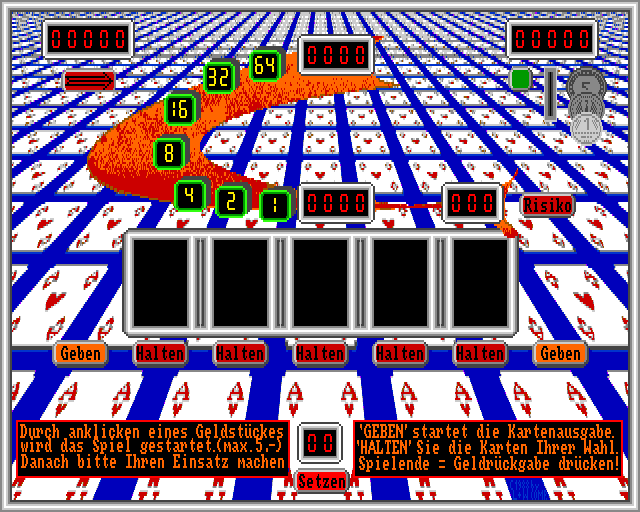 00000
0000
00000
64
32
16
8
4
2
1
0000
000
Risiko
Geben
Halten
Halten
Halten
Halten
Halten
Geben
Durch anklicken eines Geldstückes
wird das Spiel gestartet.(max.5.-)
Danach bitte Ihren Einsatz machen
00
Setzen
'GEBEN' startet die Kartenausgabe.
'HALTEN' Sie die Karten Ihrer Wahl.
Spielende = Geldrückgabe drücken!